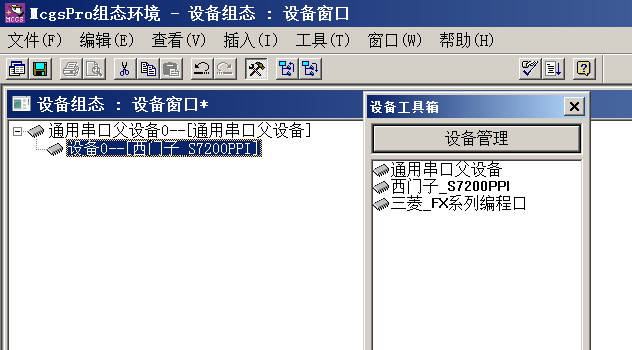 McgsPro组态环境 - 设备组态 : 设备窗口
文件(F) 编辑(E) 查看(V) 插入(I) 工具(T) 窗口(W) 帮助(H)
设备组态 : 设备窗口*
通用串口父设备0--[通用串口父设备]
设备0--[西门子_S7200PPI]
设备工具箱
设备管理
通用串口父设备
西门子_S7200PPI
三菱_FX系列编程口